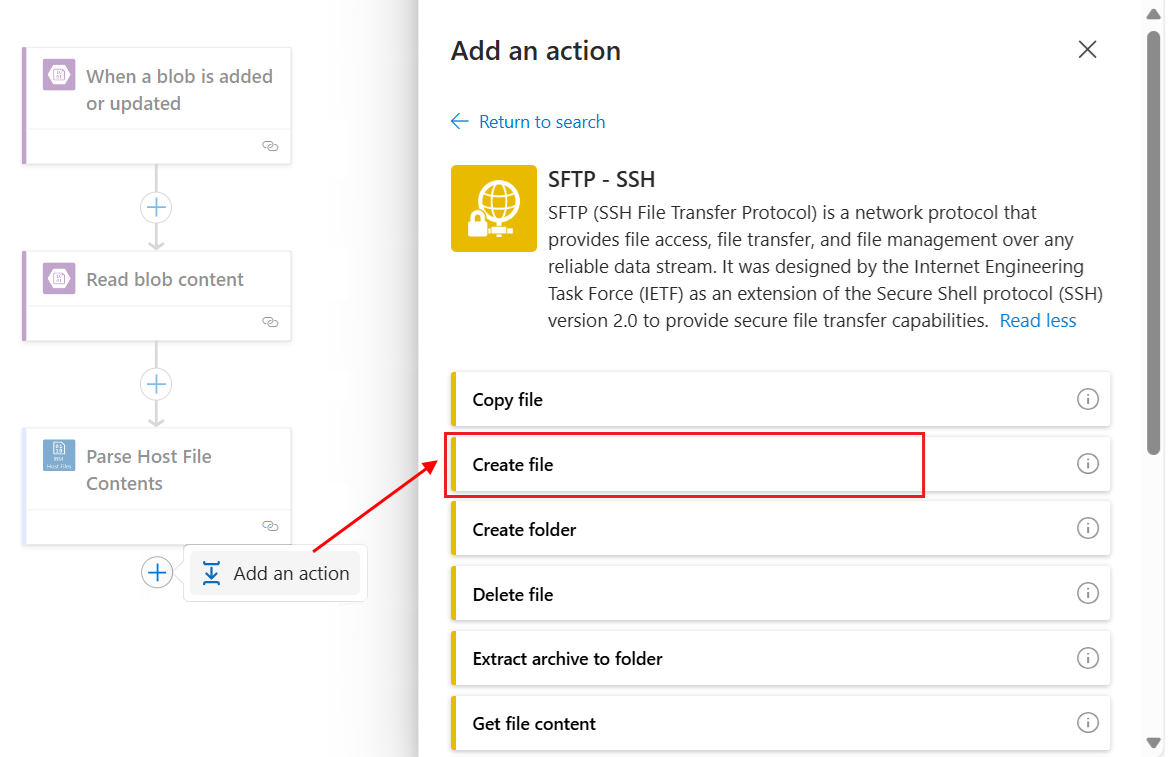 When a blob is added
or updated
Read blob content
Parse Host File
Contents
Add an action
Add an action
Return to search
SFTP - SSH
SFTP (SSH File Transfer Protocol) is a network protocol that
provides file access, file transfer, and file management over any
reliable data stream. It was designed by the Internet Engineering
Task Force (IETF) as an extension of the Secure Shell protocol (SSH)
version 2.0 to provide secure file transfer capabilities. Read less
Copy file
Create file
Create folder
Delete file
Extract archive to folder
Get file content